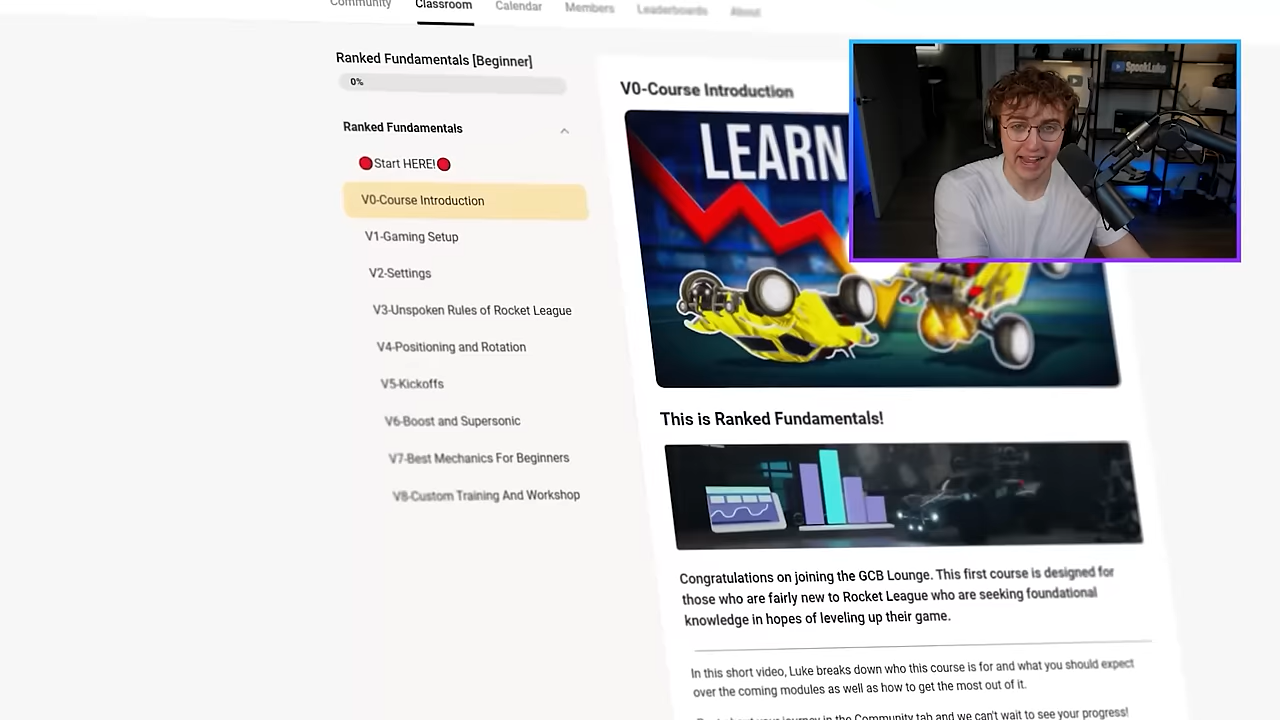 Community Classroom Calendar Members Leaderboards About
Ranked Fundamentals [Beginner]
0%
Ranked Fundamentals
Start HERE!
V0-Course Introduction
V1-Gaming Setup
V2-Settings
V3-Unspoken Rules of Rocket League
V4-Positioning and Rotation
V5-Kickoffs
V6-Boost and Supersonic
V7-Best Mechanics For Beginners
V8-Custom Training And Workshop
V0-Course Introduction
LEARN
SpookLuke
This is Ranked Fundamentals!
Congratulations on joining the GCB Lounge. This first course is designed for
those who are fairly new to Rocket League who are seeking foundational
knowledge in hopes of leveling up their game.
In this short video, Luke breaks down who this course is for and what you should expect
over the coming modules as well as how to get the most out of it.
your journey in the Community tab and we can't wait to see your progress!